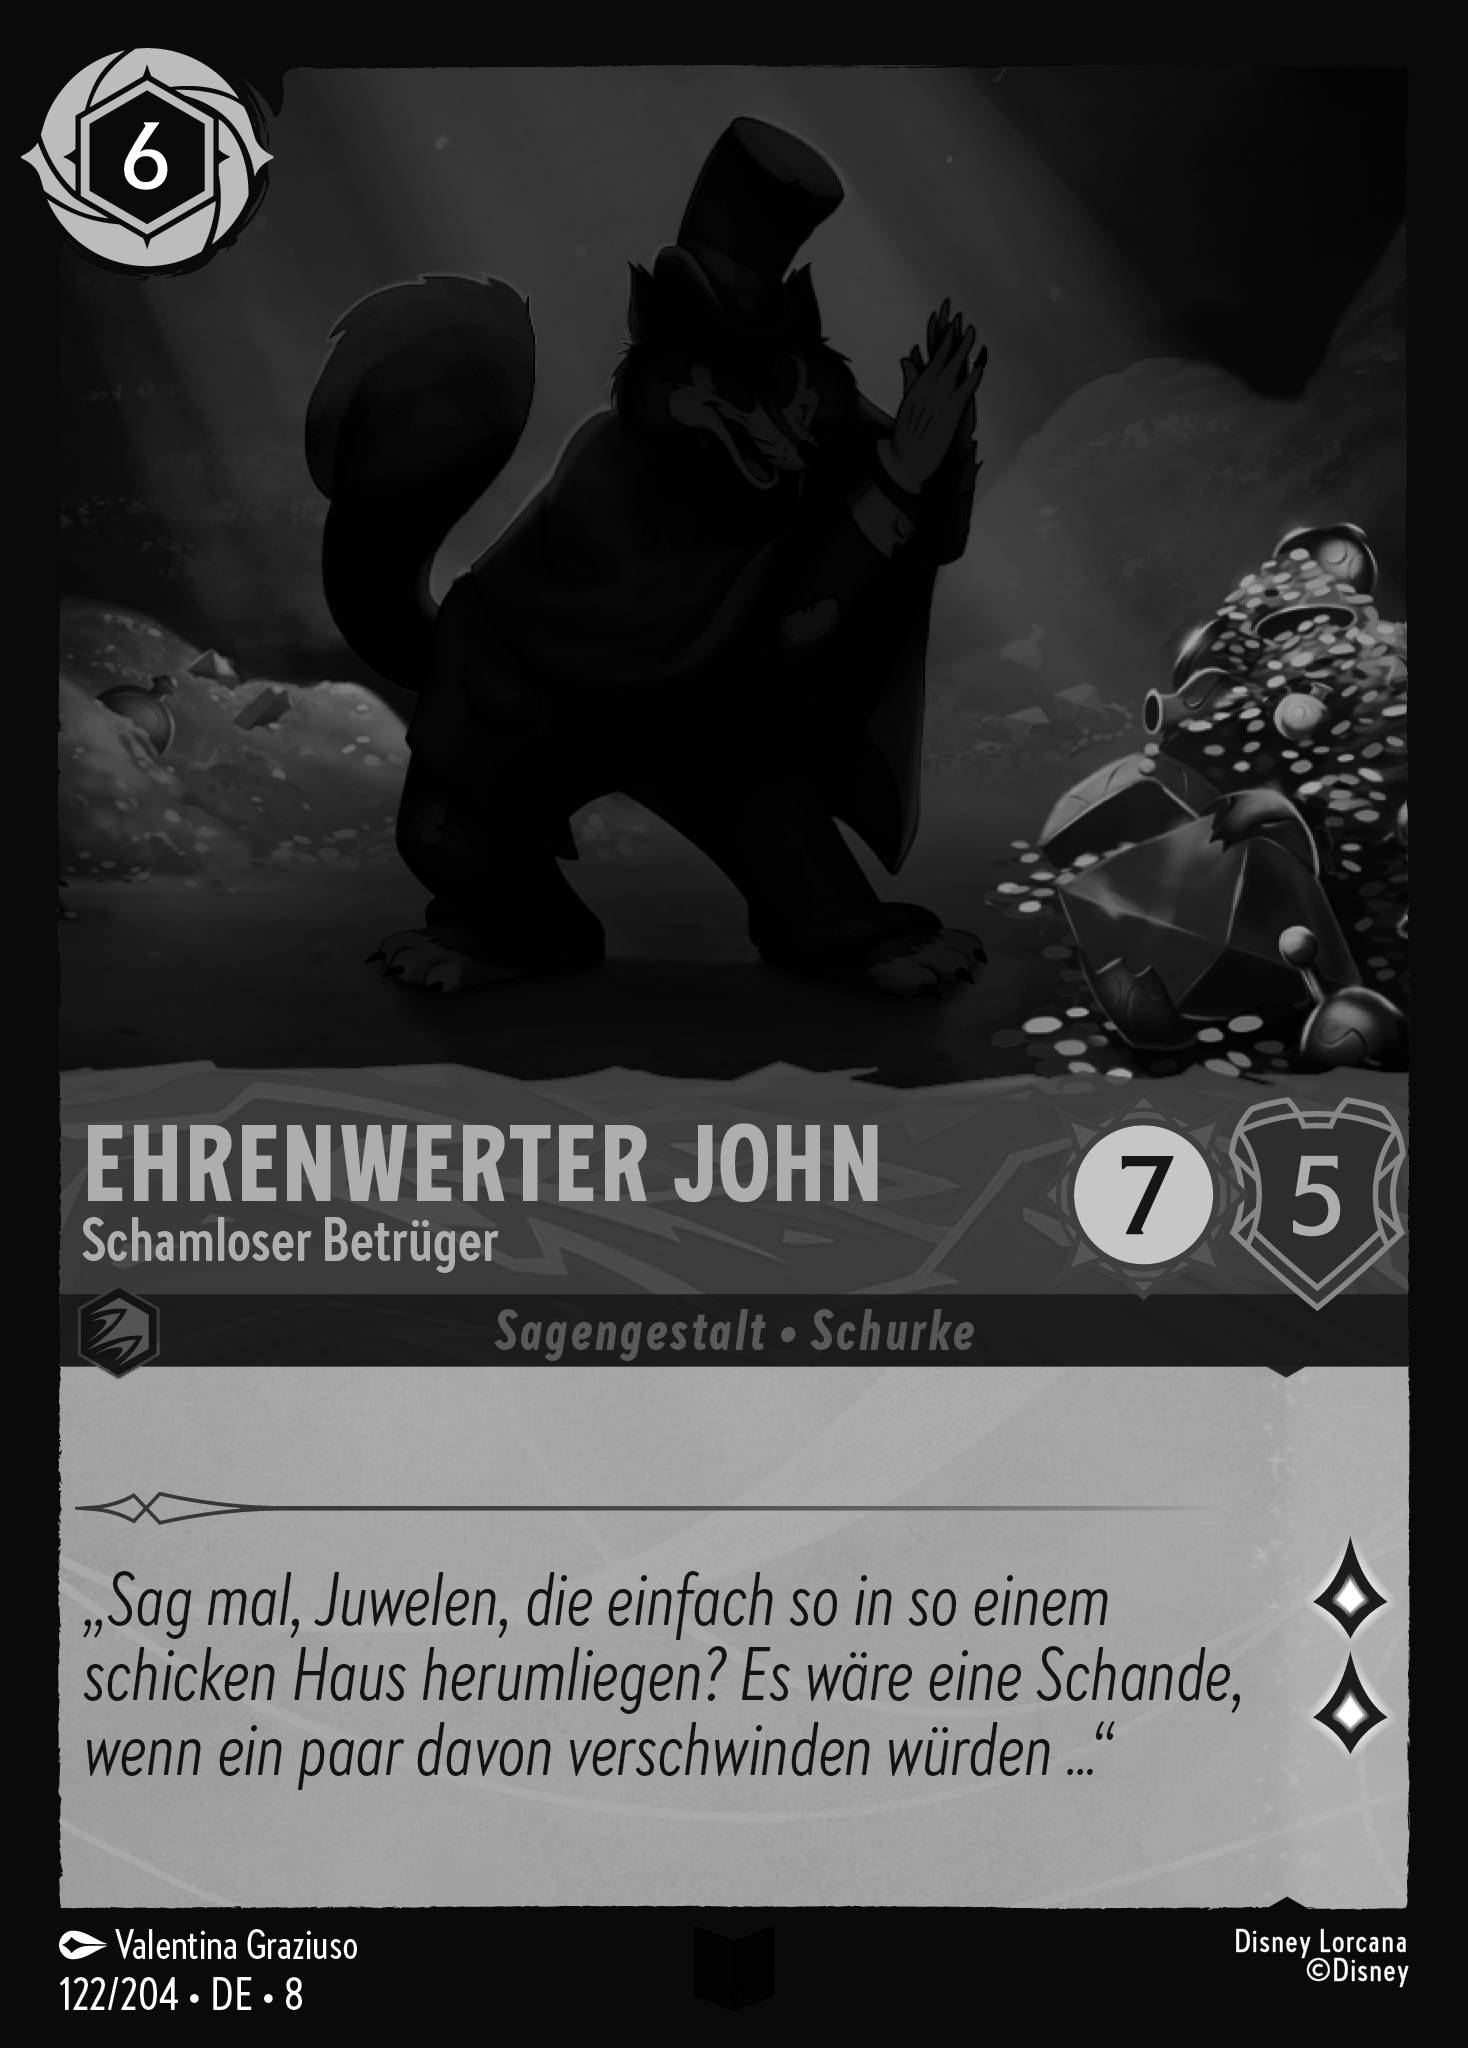 6
EHRENWERTER JOHN
7
5
Schamloser Betrüger
Sagengestalt • Schurke
„Sag mal, Juwelen, die einfach so in so einem
schicken Haus herumliegen? Es wäre eine Schande,
wenn ein paar davon verschwinden würden ...“
Valentina Graziuso
122/204 • DE • 8
Disney Lorcana
©Disney